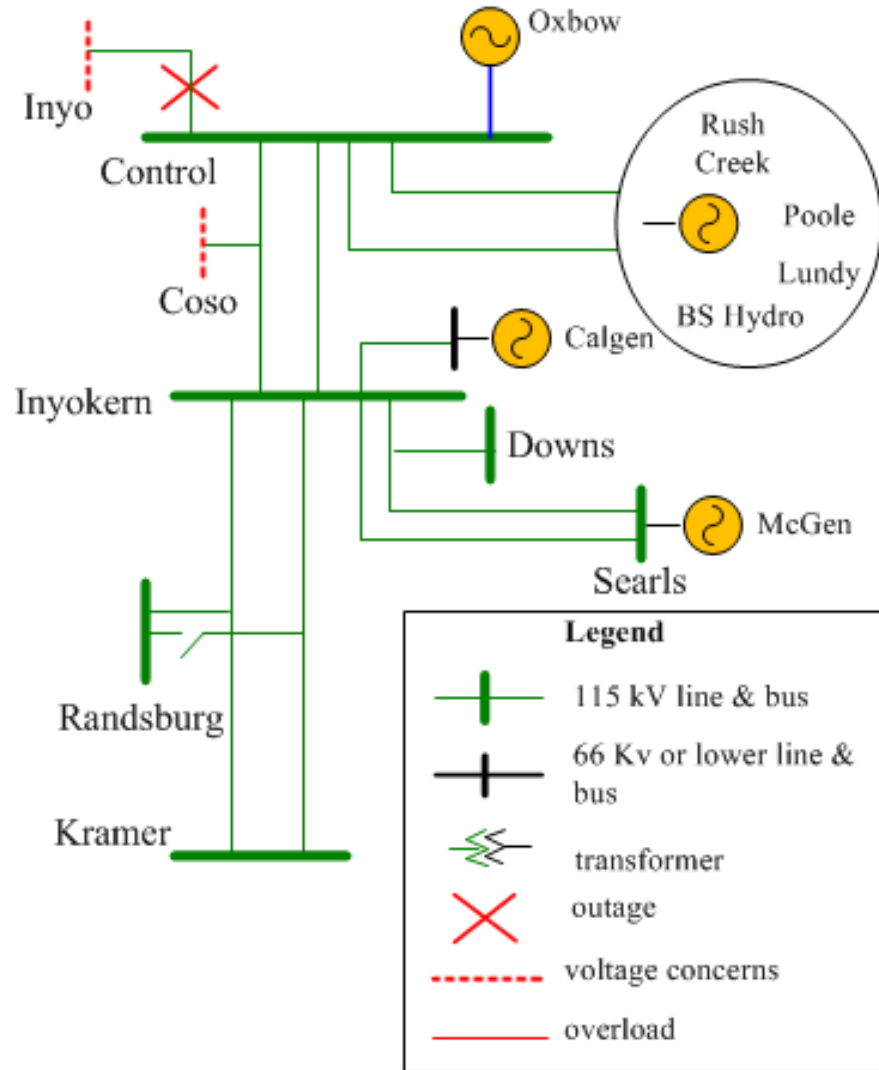 Oxbow
Inyo
Control
Rush
Creek
Poole
Lundy
BS Hydro
Coso
Calgen
Inyokern
Downs
McGen
Searls
Randsburg
Kramer
Legend
115 kV line & bus
66 Kv or lower line &
bus
transformer
outage
voltage concerns
overload